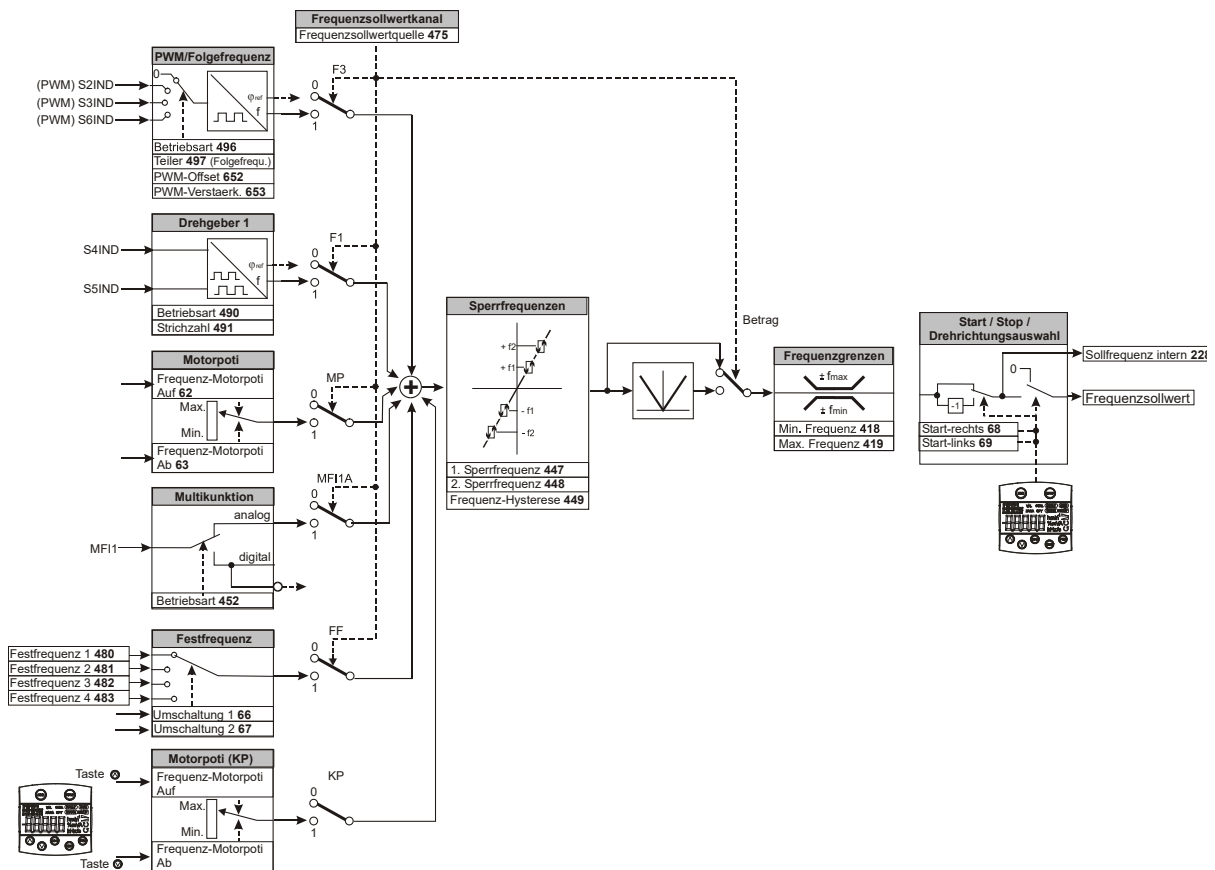 Frequenzsollwertkanal
Frequenzsollwertquelle 475
PWM/Folgefrequenz
(PWM) S2IND
(PWM) S3IND
(PWM) S6IND
0
φref
f
Betriebsart 496
Teiler 497 (Folgefrequ.)
PWM-Offset 652
PWM-Verstaerk. 653
F3
0
1
Drehgeber 1
S4IND
S5IND
φref
f
Betriebsart 490
Strichzahl 491
F1
0
1
Motorpoti
Frequenz-Motorpoti
Auf 62
Max.
Min.
Frequenz-Motorpoti
Ab 63
MP
0
1
Multikunktion
analog
MFI1
digital
Betriebsart 452
MFI1A
0
1
Festfrequenz
Festfrequenz 1 480
Festfrequenz 2 481
Festfrequenz 3 482
Festfrequenz 4 483
Umschaltung 1 66
Umschaltung 2 67
FF
0
1
Motorpoti (KP)
Taste
Frequenz-Motorpoti
Auf
Max.
Min.
Frequenz-Motorpoti
Ab
Taste
KP
0
1
+
Sperrfrequenzen
+ f2
+ f1
- f1
- f2
1. Sperrfrequenz 447
2. Sperrfrequenz 448
Frequenz-Hysterese 449
Betrag
Frequenzgrenzen
± fmax
± fmin
Min. Frequenz 418
Max. Frequenz 419
Start / Stop /
Drehrichtungsauswahl
-1
0
Start-rechts 68
Start-links 69
Sollfrequenz intern 228
Frequenzsollwert